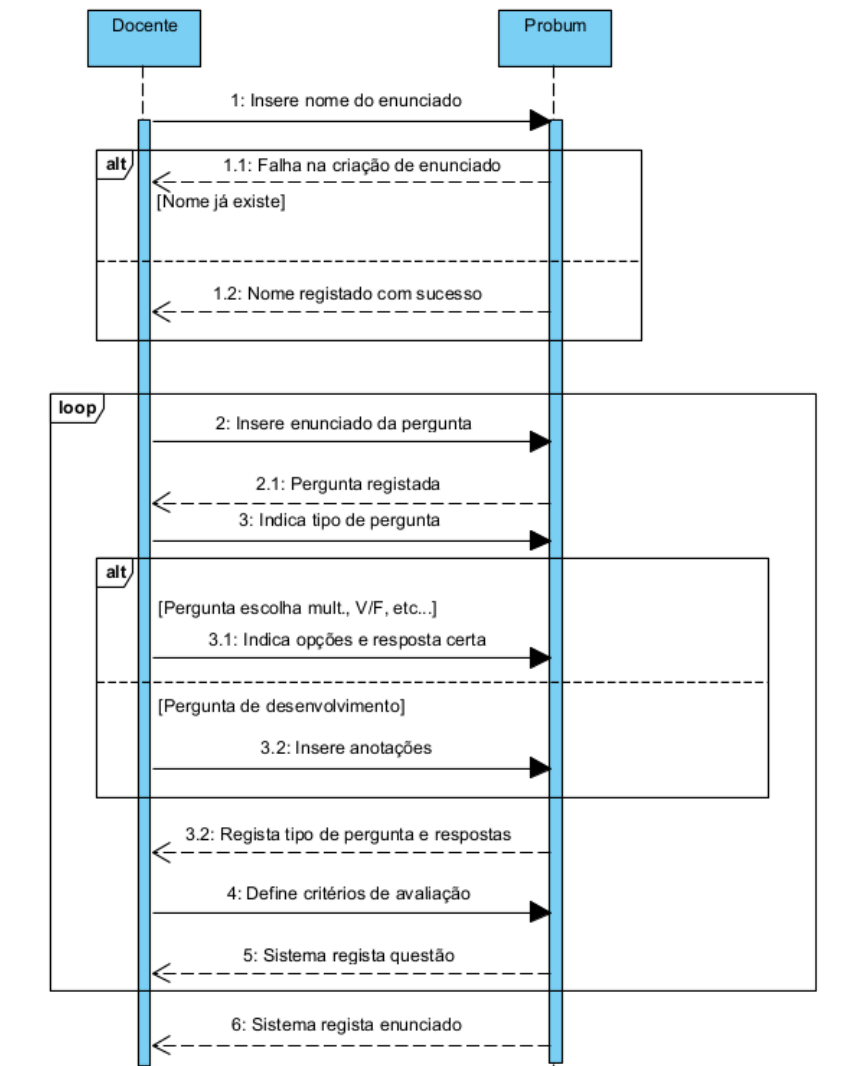 Docente
Probum
1: Insere nome do enunciado
alt
1.1: Falha na criação de enunciado
[Nome já existe]
1.2: Nome registado com sucesso
loop
2: Insere enunciado da pergunta
2.1: Pergunta registada
3: Indica tipo de pergunta
alt
[Pergunta escolha mult., V/F, etc...]
3.1: Indica opções e resposta certa
[Pergunta de desenvolvimento]
3.2: Insere anotações
3.2: Regista tipo de pergunta e respostas
4: Define critérios de avaliação
5: Sistema regista questão
6: Sistema regista enunciado